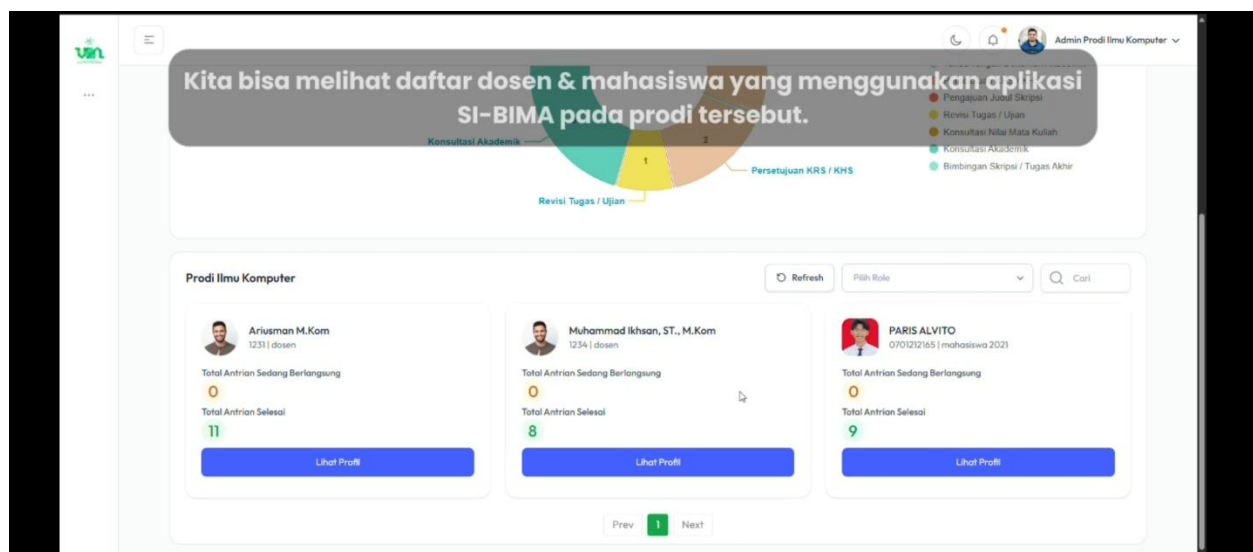 UIN
Admin Prodi Ilmu Komputer
Kita bisa melihat daftar dosen & mahasiswa yang menggunakan aplikasi
SI-BIMA pada prodi tersebut.
Pengajuan Judul Skripsi
Revisi Tugas / Ujian
Konsultasi Nilai Mata Kuliah
Konsultasi Akademik
Bimbingan Skripsi / Tugas Akhir
Konsultasi Akademik
2
1
Persetujuan KRS / KHS
Revisi Tugas / Ujian
Prodi Ilmu Komputer
Refresh
Pilih Role
Cari
Ariusman M.Kom
1231 | dosen
Total Antrian Sedang Berlangsung
0
Total Antrian Selesai
11
Lihat Profil
Muhammad Ikhsan, ST., M.Kom
1234 | dosen
Total Antrian Sedang Berlangsung
0
Total Antrian Selesai
8
Lihat Profil
PARIS ALVITO
0701212165 | mahasiswa 2021
Total Antrian Sedang Berlangsung
0
Total Antrian Selesai
9
Lihat Profil
Prev 1 Next